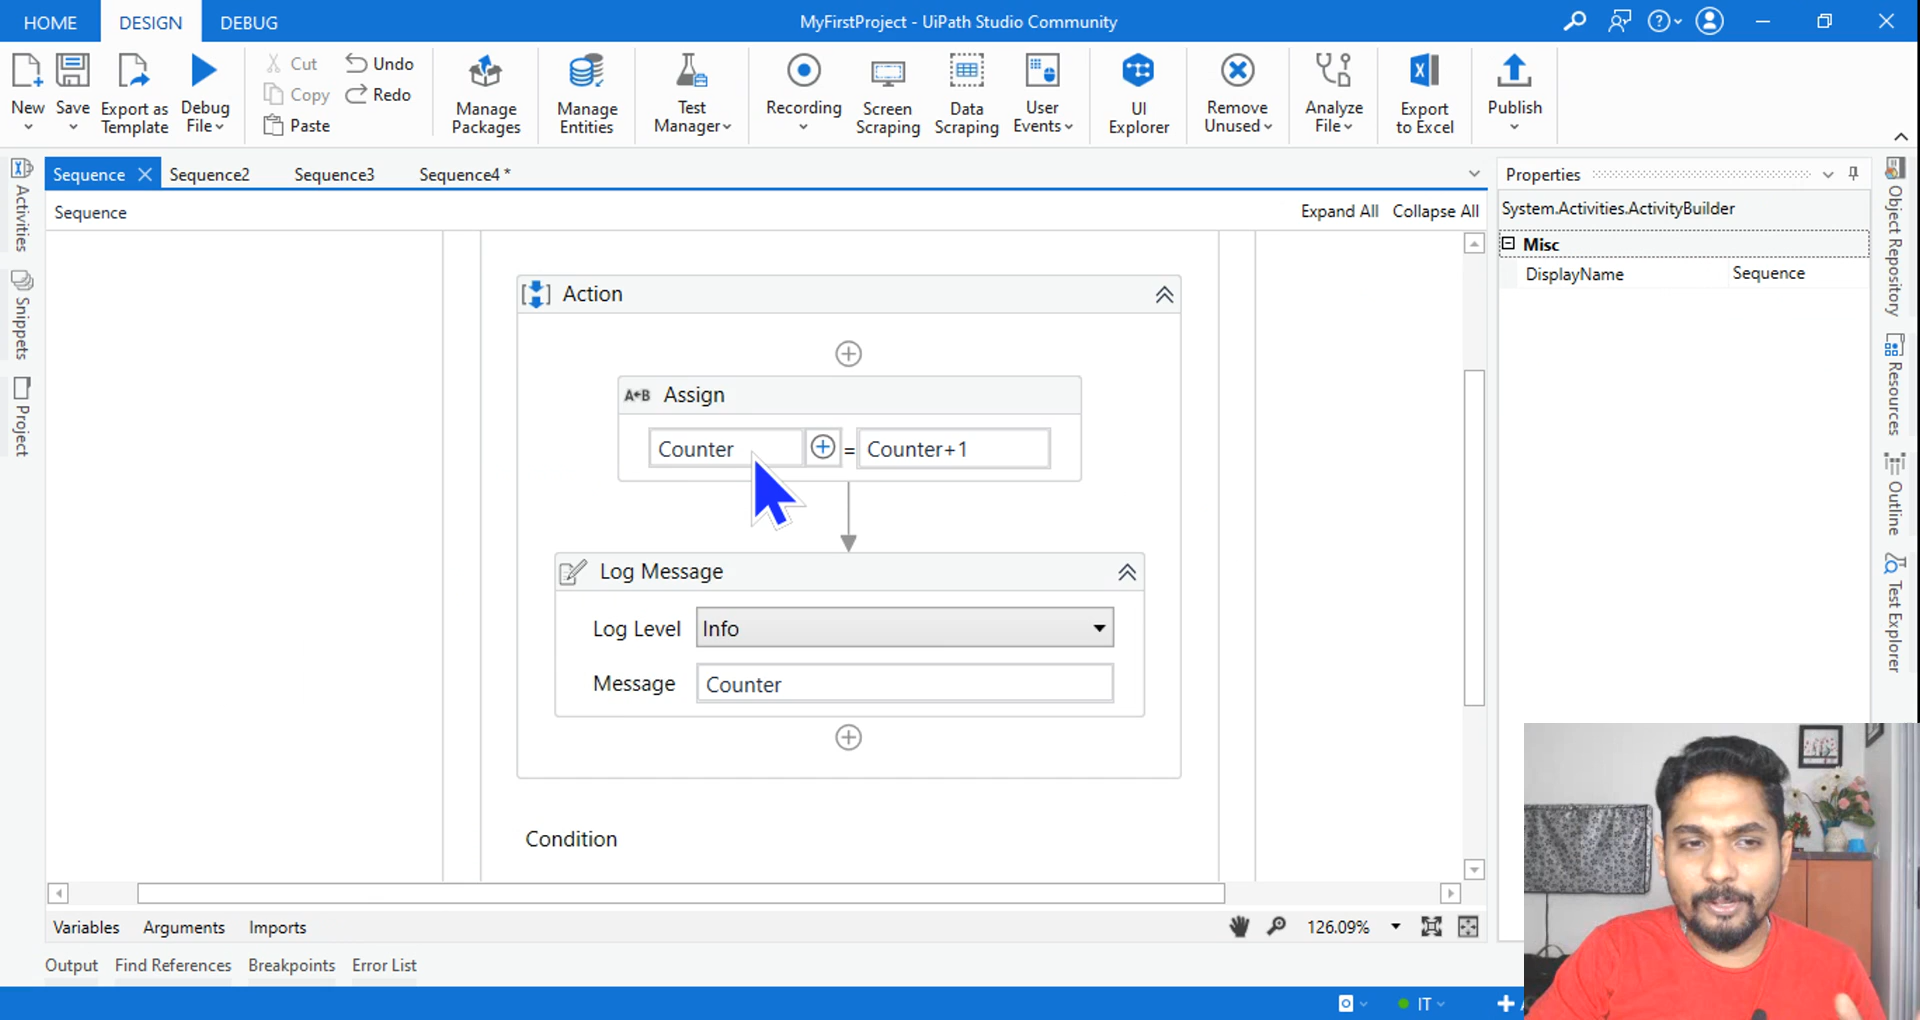 HOME DESIGN DEBUG MyFirstProject - UiPath Studio Community
New Save Export as Template Debug File Cut Copy Paste Undo Redo Manage Packages Manage Entities Test Manager Recording Screen Scraping Data Scraping User Events UI Explorer Remove Unused Analyze File Export to Excel Publish
Sequence Sequence2 Sequence3 Sequence4 * Properties
Sequence Expand All Collapse All System.Activities.ActivityBuilder
Misc
DisplayName Sequence
Activities
Snippets
Project
Action
A B Assign
Counter = Counter+1
Log Message
Log Level Info
Message Counter
Condition
Object Repository
Resources
Outline
Test Explorer
Variables Arguments Imports 126.09%
Output Find References Breakpoints Error List
IT